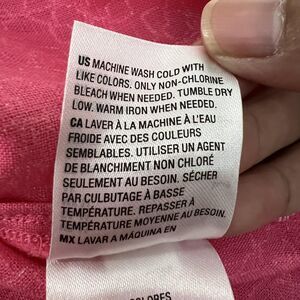 US MACHINE WASH COLD WITH
LIKE COLORS. ONLY NON-CHLORINE
BLEACH WHEN NEEDED. TUMBLE DRY
LOW. WARM IRON WHEN NEEDED.
CA LAVER À LA MACHINE À L'EAU
FROIDE AVEC DES COULEURS
SEMBLABLES. UTILISER UN AGENT
DE BLANCHIMENT NON CHLORÉ
SEULEMENT AU BESOIN. SÉCHER
PAR CULBUTAGE À BASSE
TEMPÉRATURE. REPASSER À
TEMPÉRATURE MOYENNE AU BESOIN.
MX LAVAR A MÁQUINA EN
COLORES